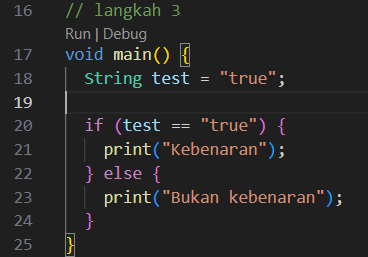 16 // langkah 3
Run | Debug
17 void main() {
18   String test = "true";
19
20   if (test == "true") {
21     print("Kebenaran");
22   } else {
23     print("Bukan kebenaran");
24   }
25 }